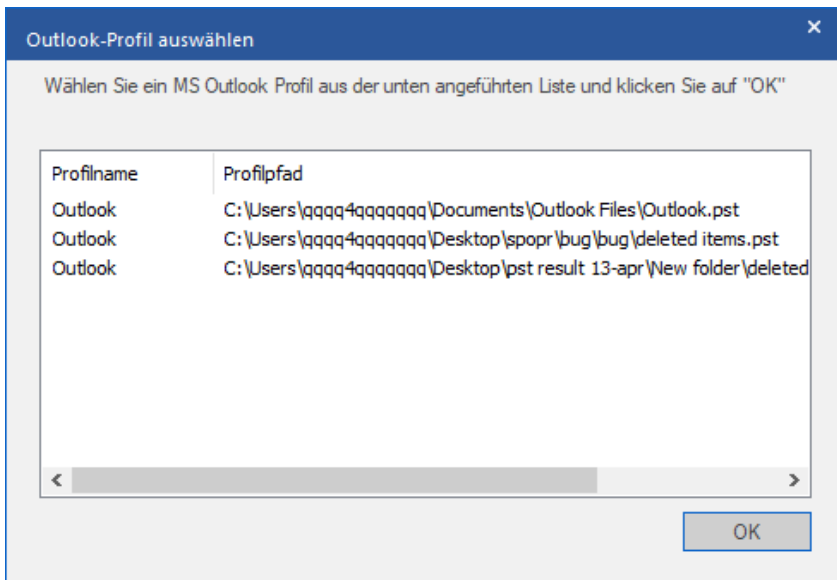 Outlook-Profil auswählen
Wählen Sie ein MS Outlook Profil aus der unten angeführten Liste und klicken Sie auf "OK"
Profilname Profilpfad
Outlook C:\Users\qqqq4qqqqqqq\Documents\Outlook Files\Outlook.pst
Outlook C:\Users\qqqq4qqqqqqq\Desktop\spopr\bug\bug\deleted items.pst
Outlook C:\Users\qqqq4qqqqqqq\Desktop\pst result 13-apr\New folder\deleted
OK